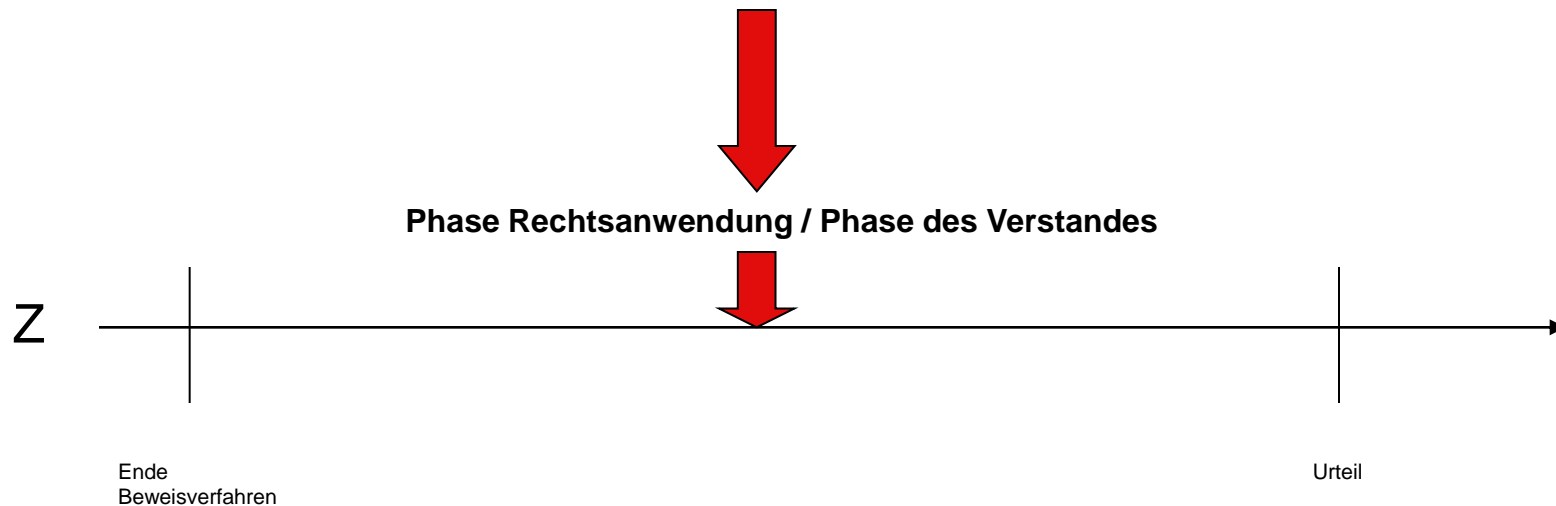 Phase Rechtsanwendung / Phase des Verstandes
Z
Ende
Beweisverfahren
Urteil